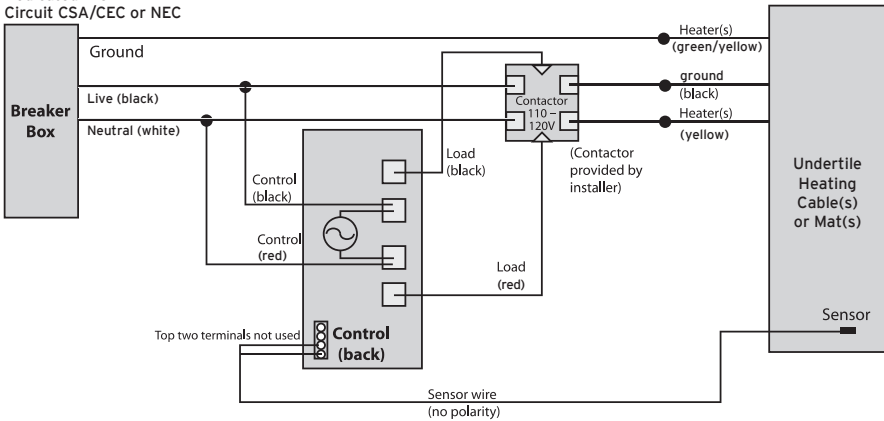 Circuit CSA/CEC or NEC
Breaker
Box
Ground
Live (black)
Neutral (white)
Heater(s)
(green/yellow)
ground
(black)
Heater(s)
(yellow)
Contactor
110 –
120V
(Contactor
provided by
installer)
Load
(black)
Control
(black)
Control
(red)
Load
(red)
Top two terminals not used
Control
(back)
Sensor wire
(no polarity)
Undertile
Heating
Cable(s)
or Mat(s)
Sensor